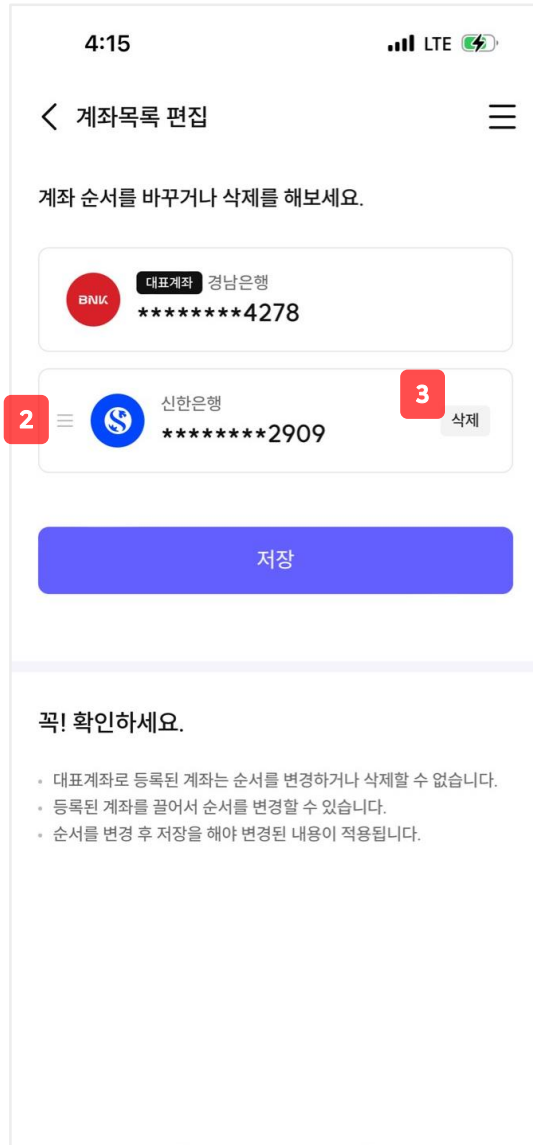 4:15 LTE
계좌목록 편집
계좌 순서를 바꾸거나 삭제를 해보세요.
BNK 대표계좌 경남은행
********4278
2 신한은행 3
********2909 삭제
저장
꼭! 확인하세요.
• 대표계좌로 등록된 계좌는 순서를 변경하거나 삭제할 수 없습니다.
• 등록된 계좌를 끌어서 순서를 변경할 수 있습니다.
• 순서를 변경 후 저장을 해야 변경된 내용이 적용됩니다.